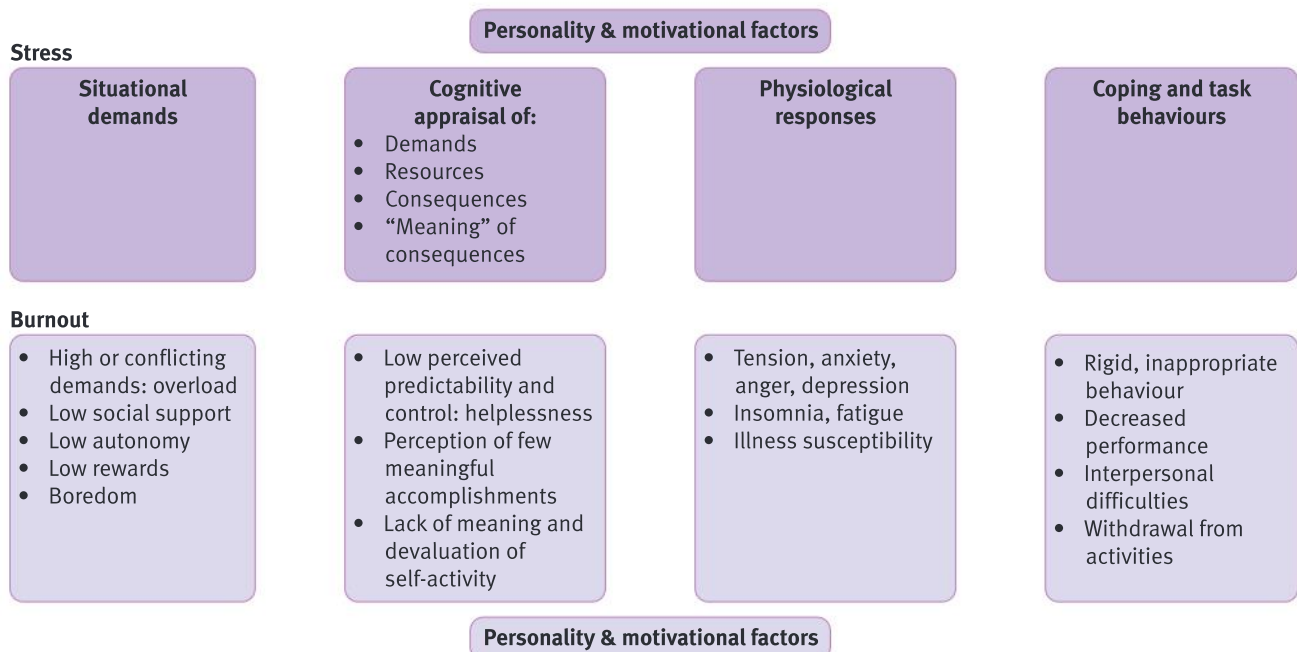 Personality & motivational factors
Stress
Situational
demands
Cognitive
appraisal of:
• Demands
• Resources
• Consequences
• “Meaning” of
consequences
Physiological
responses
Coping and task
behaviours
Burnout
• High or conflicting
demands: overload
• Low social support
• Low autonomy
• Low rewards
• Boredom
• Low perceived
predictability and
control: helplessness
• Perception of few
meaningful
accomplishments
• Lack of meaning and
devaluation of
self-activity
• Tension, anxiety,
anger, depression
• Insomnia, fatigue
• Illness susceptibility
• Rigid, inappropriate
behaviour
• Decreased
performance
• Interpersonal
difficulties
• Withdrawal from
activities
Personality & motivational factors